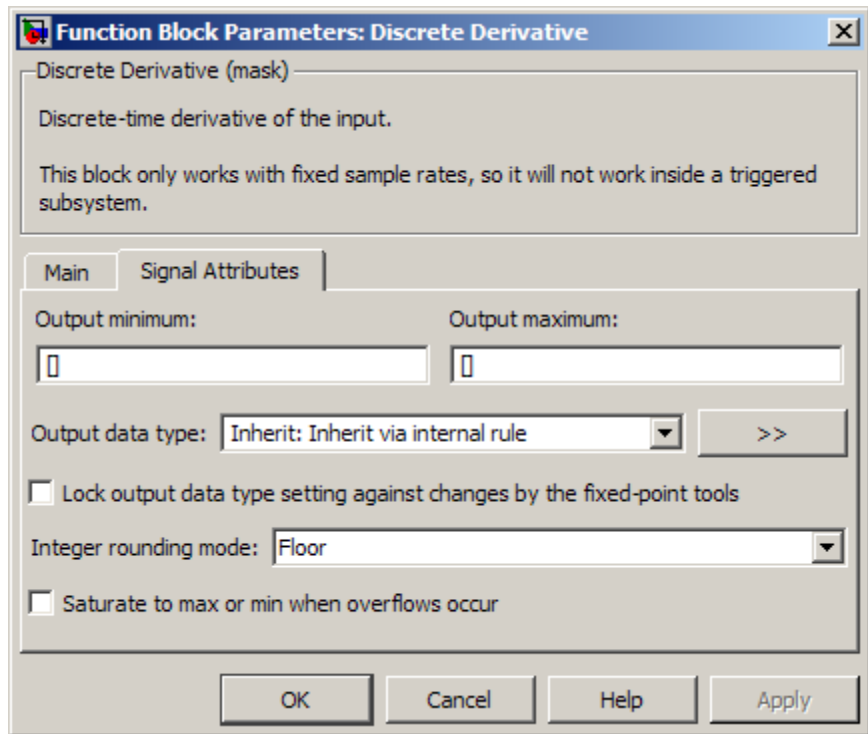 Function Block Parameters: Discrete Derivative
Discrete Derivative (mask)
Discrete-time derivative of the input.
This block only works with fixed sample rates, so it will not work inside a triggered
subsystem.
Main Signal Attributes
Output minimum: Output maximum:
[] []
Output data type: Inherit: Inherit via internal rule >>
Lock output data type setting against changes by the fixed-point tools
Integer rounding mode: Floor
Saturate to max or min when overflows occur
OK Cancel Help Apply